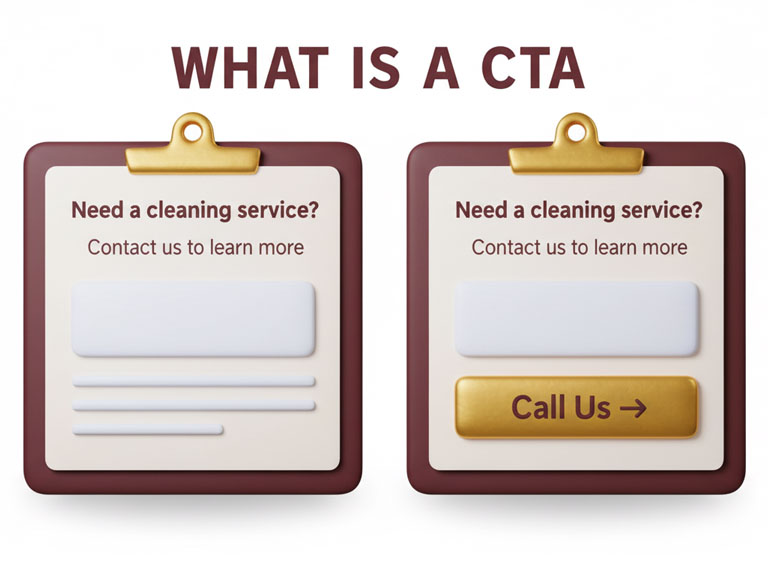 WHAT IS A CTA
Need a cleaning service?
Contact us to learn more
Need a cleaning service?
Contact us to learn more
Call Us →